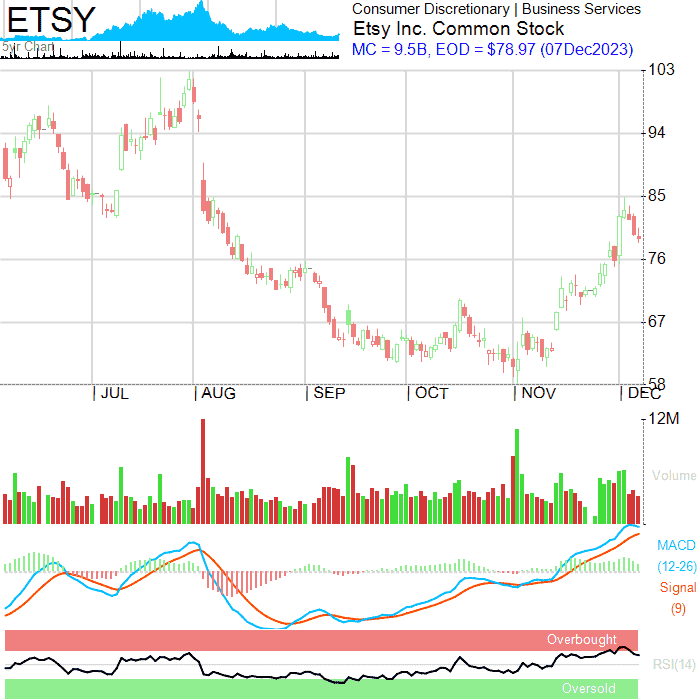 ETSY
5yr Chart
Consumer Discretionary | Business Services
Etsy Inc. Common Stock
MC = 9.5B, EOD = $78.97 (07Dec2023)
103
94
85
76
67
58
| JUL
| AUG
| SEP
| OCT
| NOV
| DEC
12M
Volume
MACD
(12-26)
Signal
(9)
Overbought
RSI(14)
Oversold